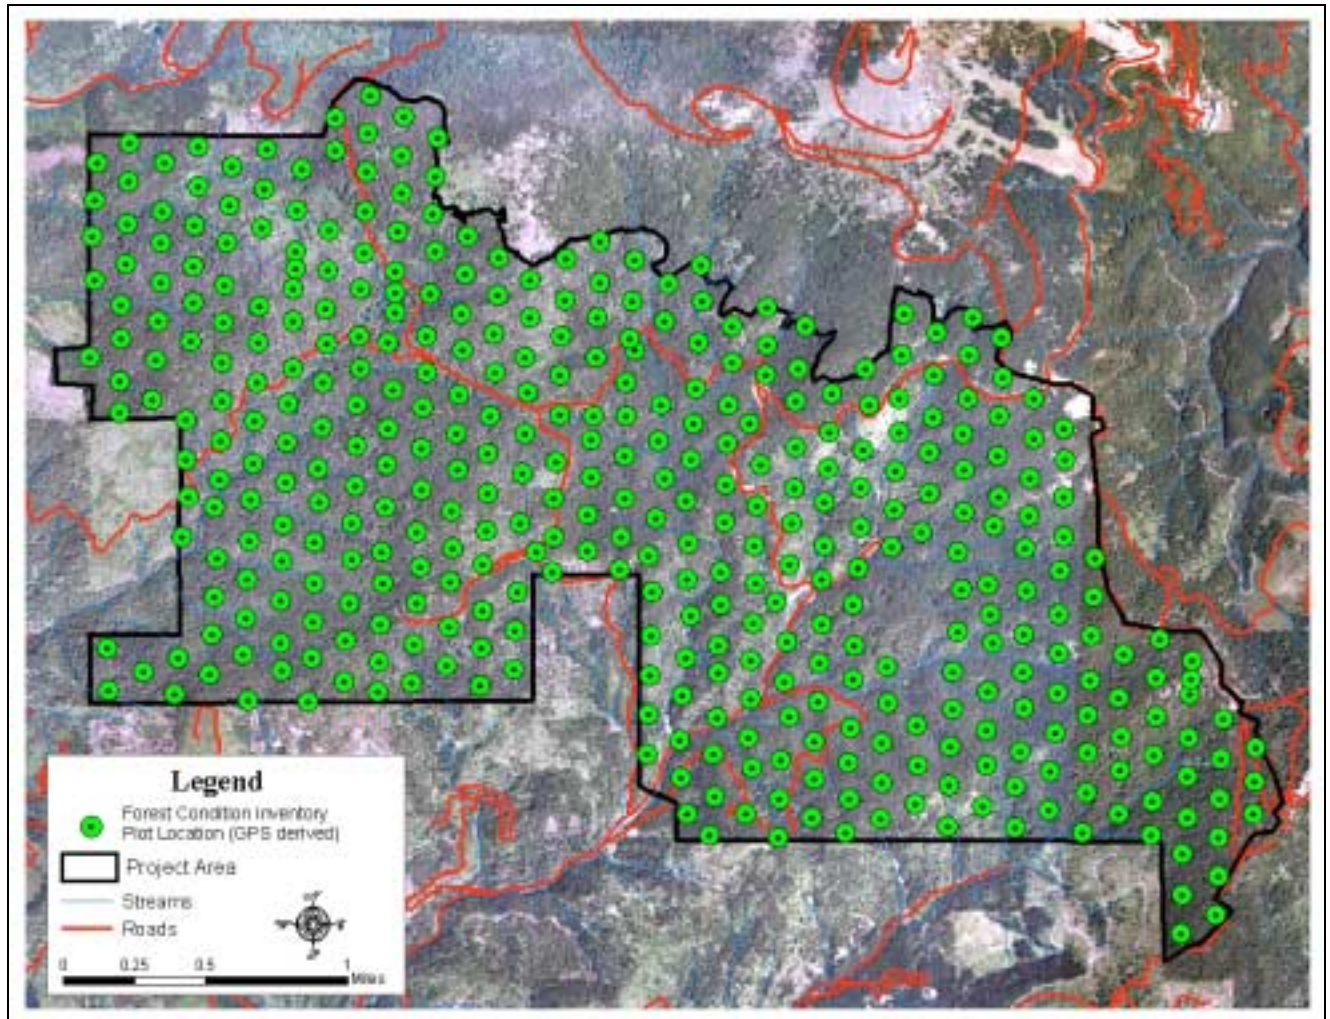 Legend
Forest Condition Inventory
Plot Location (GPS derived)
Project Area
Streams
Roads
0 0.25 0.5 1
Miles